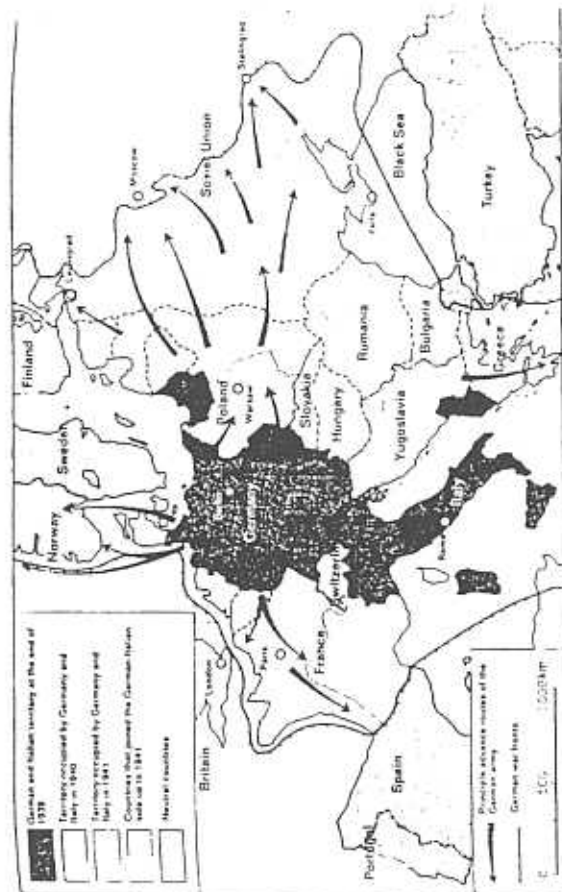 German and Italian territory at the end of
1939
Territory occupied by Germany and
Italy in 1940
Territory occupied by Germany and
Italy in 1941
Countries that joined the German Italian
side up to 1941
Neutral countries
Norway
Sweden
Finland
Leningrad
Moscow
Soviet Union
Stalingrad
Britain
London
Paris
France
Germany
Poland
Warsaw
Slovakia
Hungary
Rumania
Yugoslavia
Bulgaria
Black Sea
Turkey
Greece
Italy
Rome
Spain
Portugal
Principle advance routes of the
German army
German war fronts